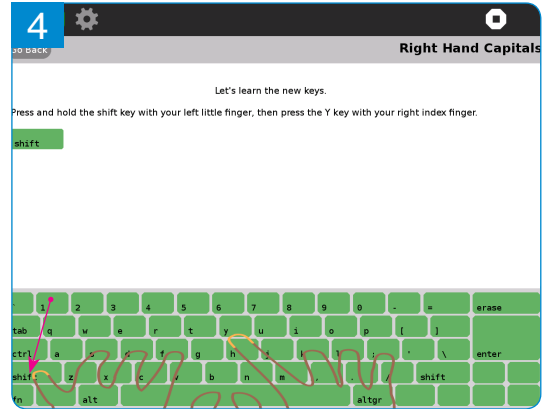 4
Go Back
Right Hand Capitals
Let's learn the new keys.
Press and hold the shift key with your left little finger, then press the Y key with your right index finger.
shift
1 2 3 4 5 6 7 8 9 0 - = erase
tab q w e r t y u i o p [ ]
ctrl a s d f g h j k l ; ' \ enter
shift z x c v b n m , . / shift
fn alt altgr